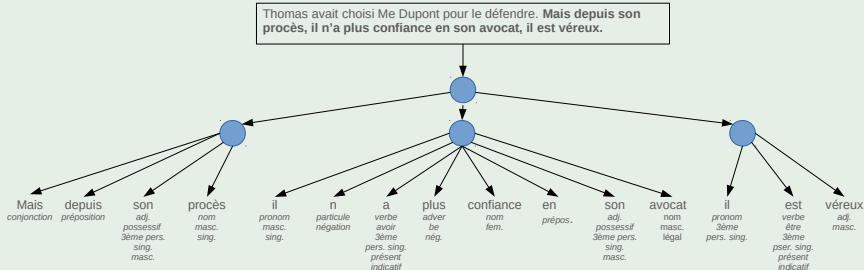 Thomas avait choisi Me Dupont pour le défendre. Mais depuis son
procès, il n’a plus confiance en son avocat, il est véreux.
Mais depuis son procès il n a plus confiance en son avocat il est véreux
conjonction préposition adj. nom pronom particule verbe adver nom prépos. adj. nom pronom verbe adj.
possessif masc. masc. négation avoir be fem. possessif masc. 3ème être masc.
3ème pers. sing. sing. 3ème nég. 3ème pers. légal pers. sing. 3ème
sing. pers. sing. sing. pser. sing.
masc. présent masc. présent
indicatif indicatif